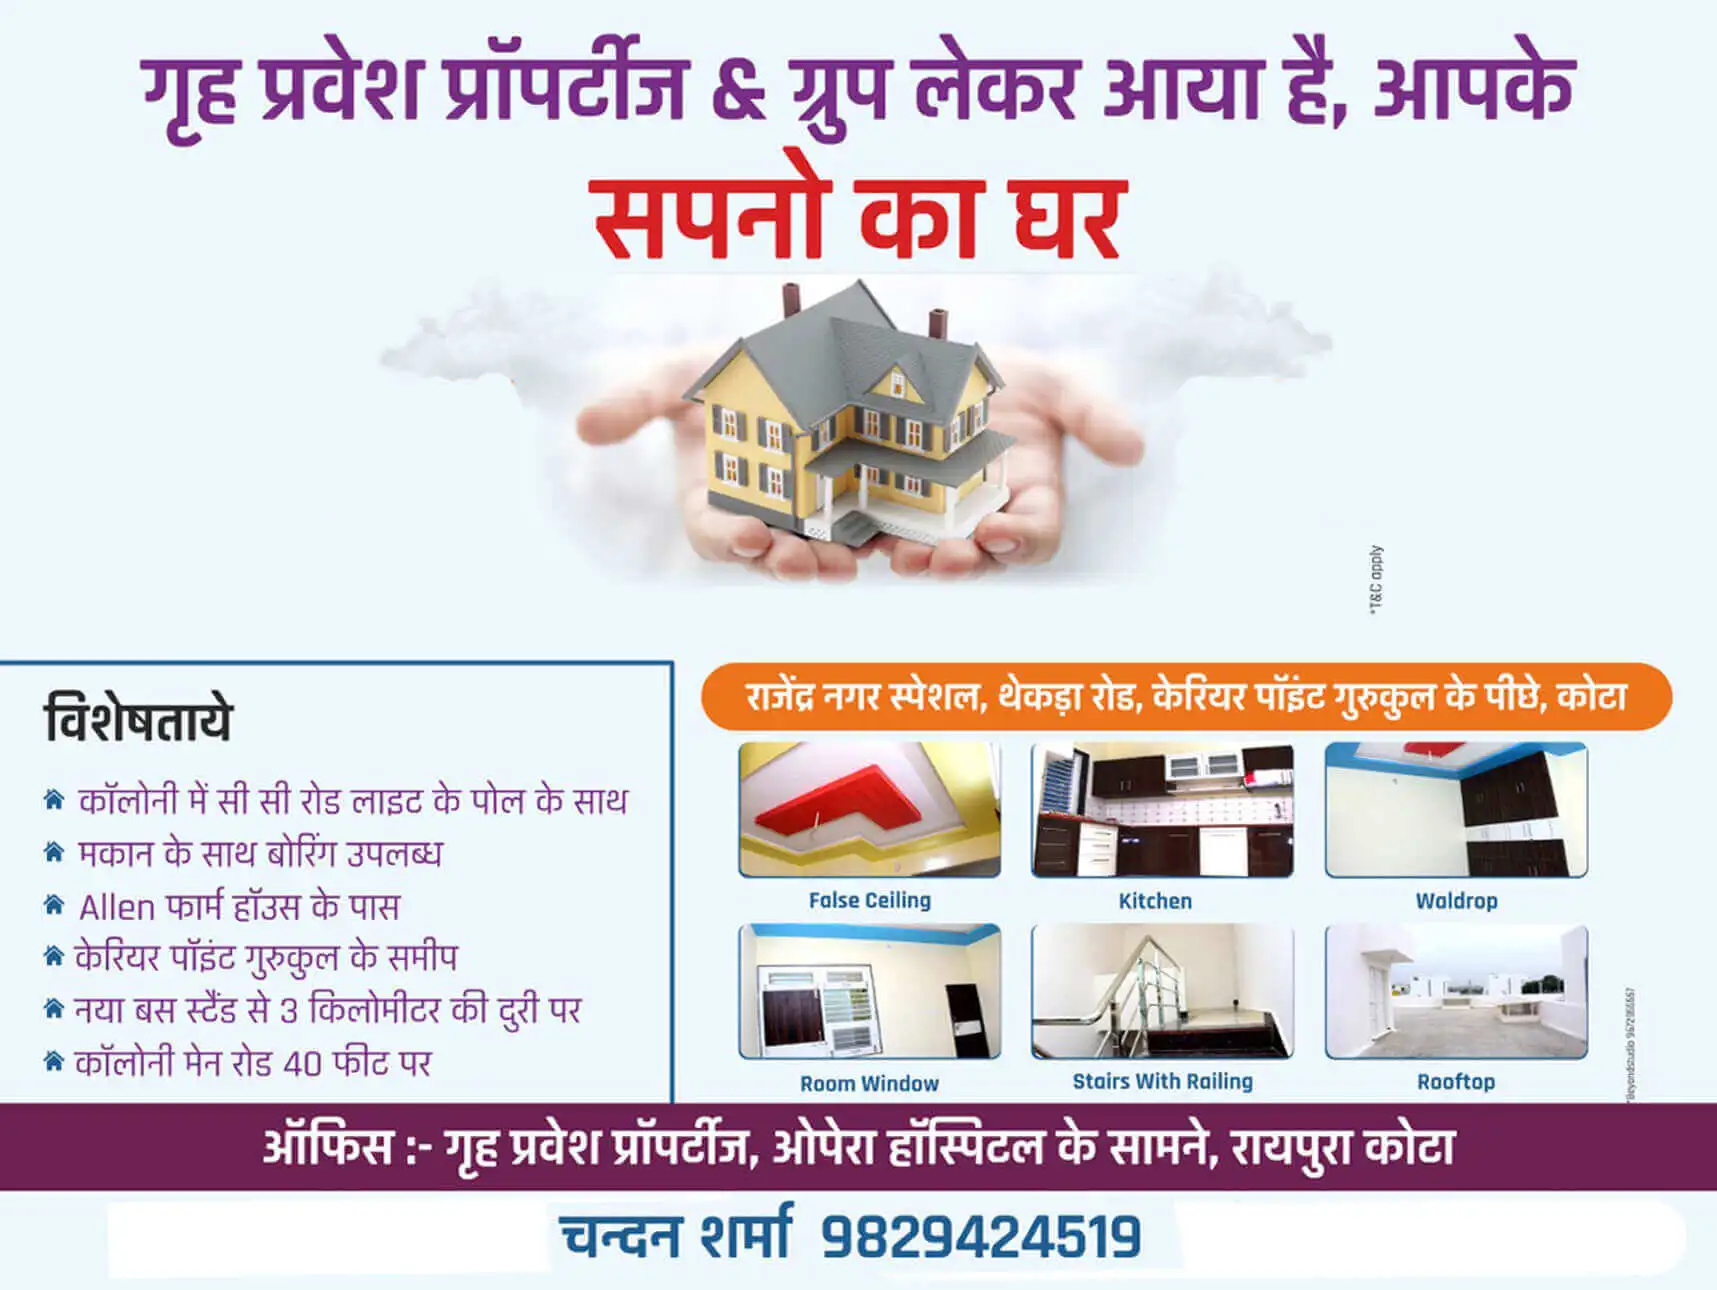 गृह प्रवेश प्रॉपर्टीज & ग्रुप लेकर आया है, आपके
सपनो का घर
*T&C apply
विशेषताये
कॉलोनी में सी सी रोड लाइट के पोल के साथ
मकान के साथ बोरिंग उपलब्ध
Allen फार्म हॉउस के पास
केरियर पॉइंट गुरुकुल के समीप
नया बस स्टैंड से 3 किलोमीटर की दुरी पर
कॉलोनी मेन रोड 40 फीट पर
राजेंद्र नगर स्पेशल, थेकड़ा रोड, केरियर पॉइंट गुरुकुल के पीछे, कोटा
False Ceiling
Kitchen
Waldrop
Room Window
Stairs With Railing
Rooftop
*Beyondstudio
ऑफिस :- गृह प्रवेश प्रॉपर्टीज, ओपेरा हॉस्पिटल के सामने, रायपुरा कोटा
चन्दन शर्मा 9829424519